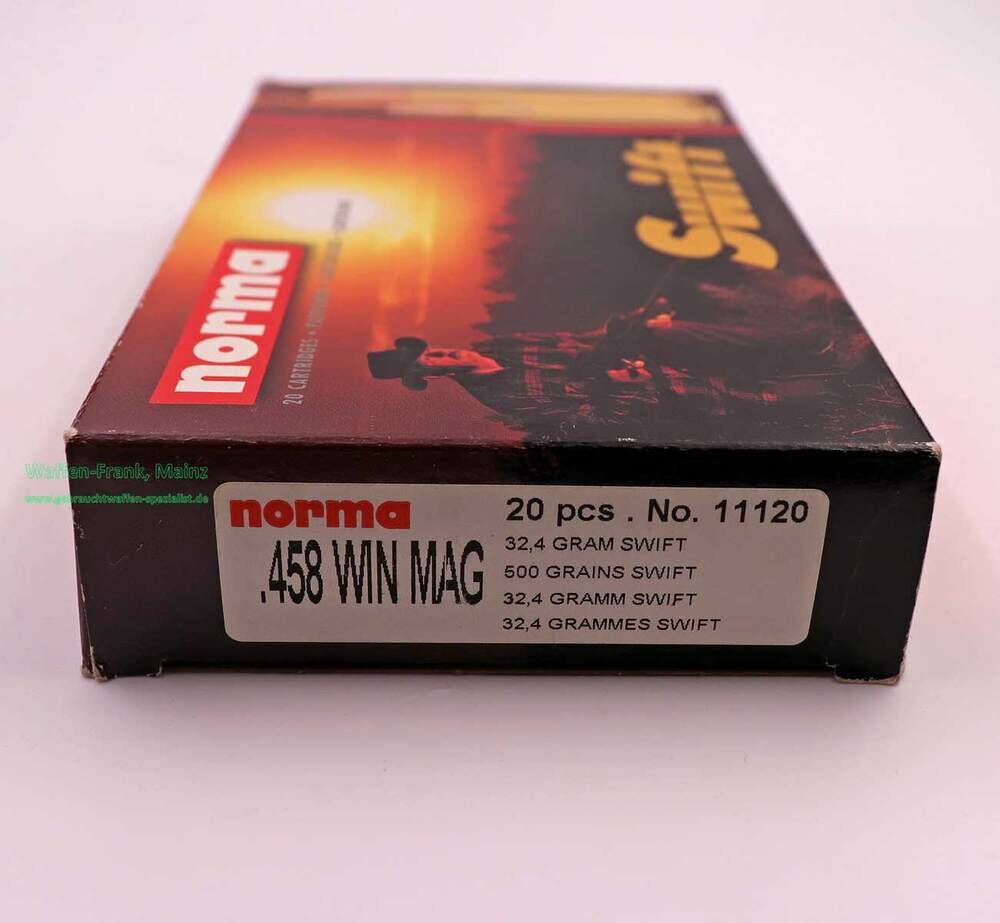 Swift
norma
20 CARTRIDGES •
Waffen-Frank, Mainz
www.gebrauchtwaffen-spezialist.de
norma
.458 WIN MAG
20 pcs . No. 11120
32,4 GRAM SWIFT
500 GRAINS SWIFT
32,4 GRAMM SWIFT
32,4 GRAMMES SWIFT